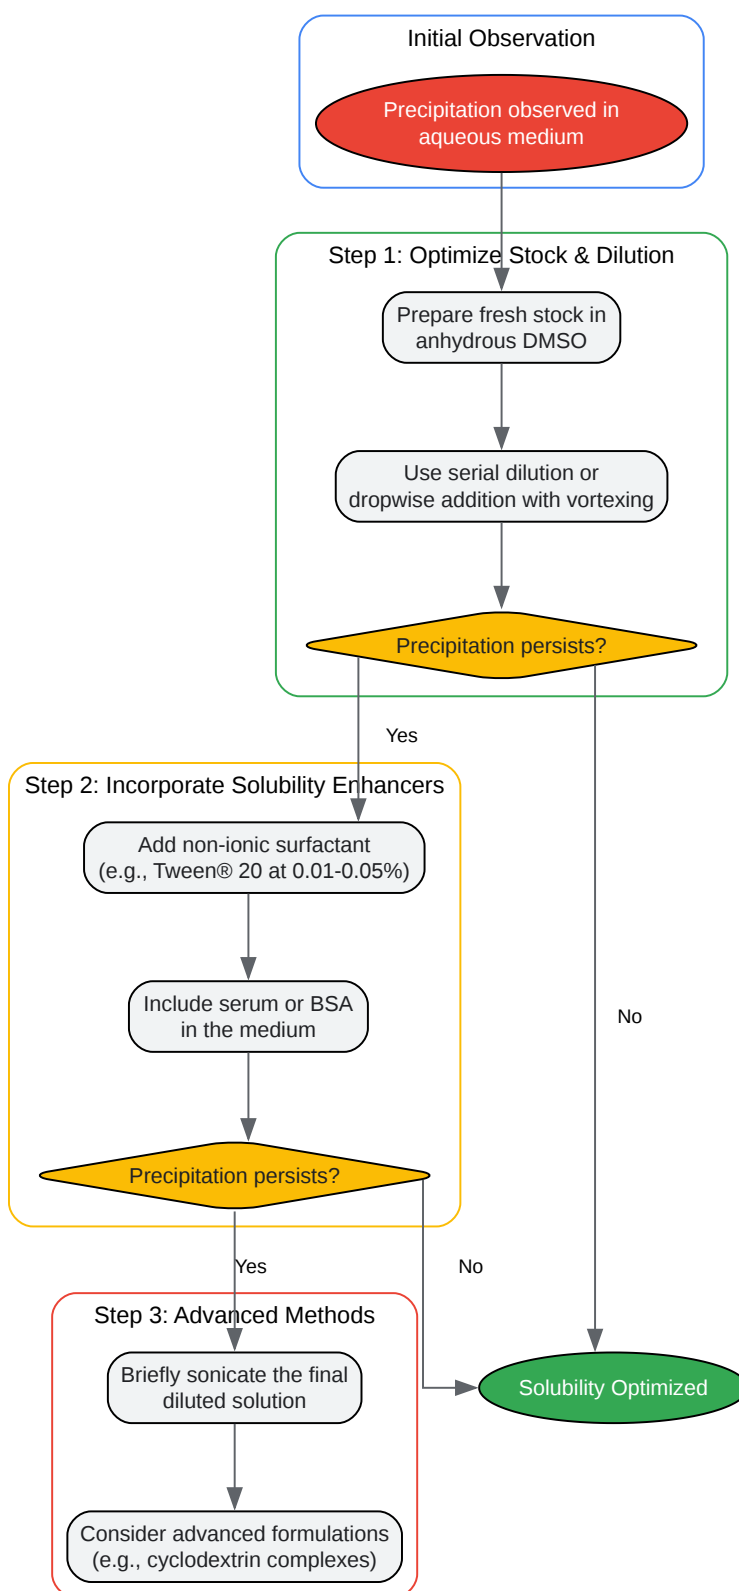 Initial Observation
Precipitation observed in
aqueous medium
Step 1: Optimize Stock & Dilution
Prepare fresh stock in
anhydrous DMSO
Use serial dilution or
dropwise addition with vortexing
Precipitation persists?
Yes
Step 2: Incorporate Solubility Enhancers
Add non-ionic surfactant
(e.g., Tween® 20 at 0.01-0.05%)
Include serum or BSA
in the medium
No
Precipitation persists?
Yes
No
Step 3: Advanced Methods
Briefly sonicate the final
diluted solution
Solubility Optimized
Consider advanced formulations
(e.g., cyclodextrin complexes)